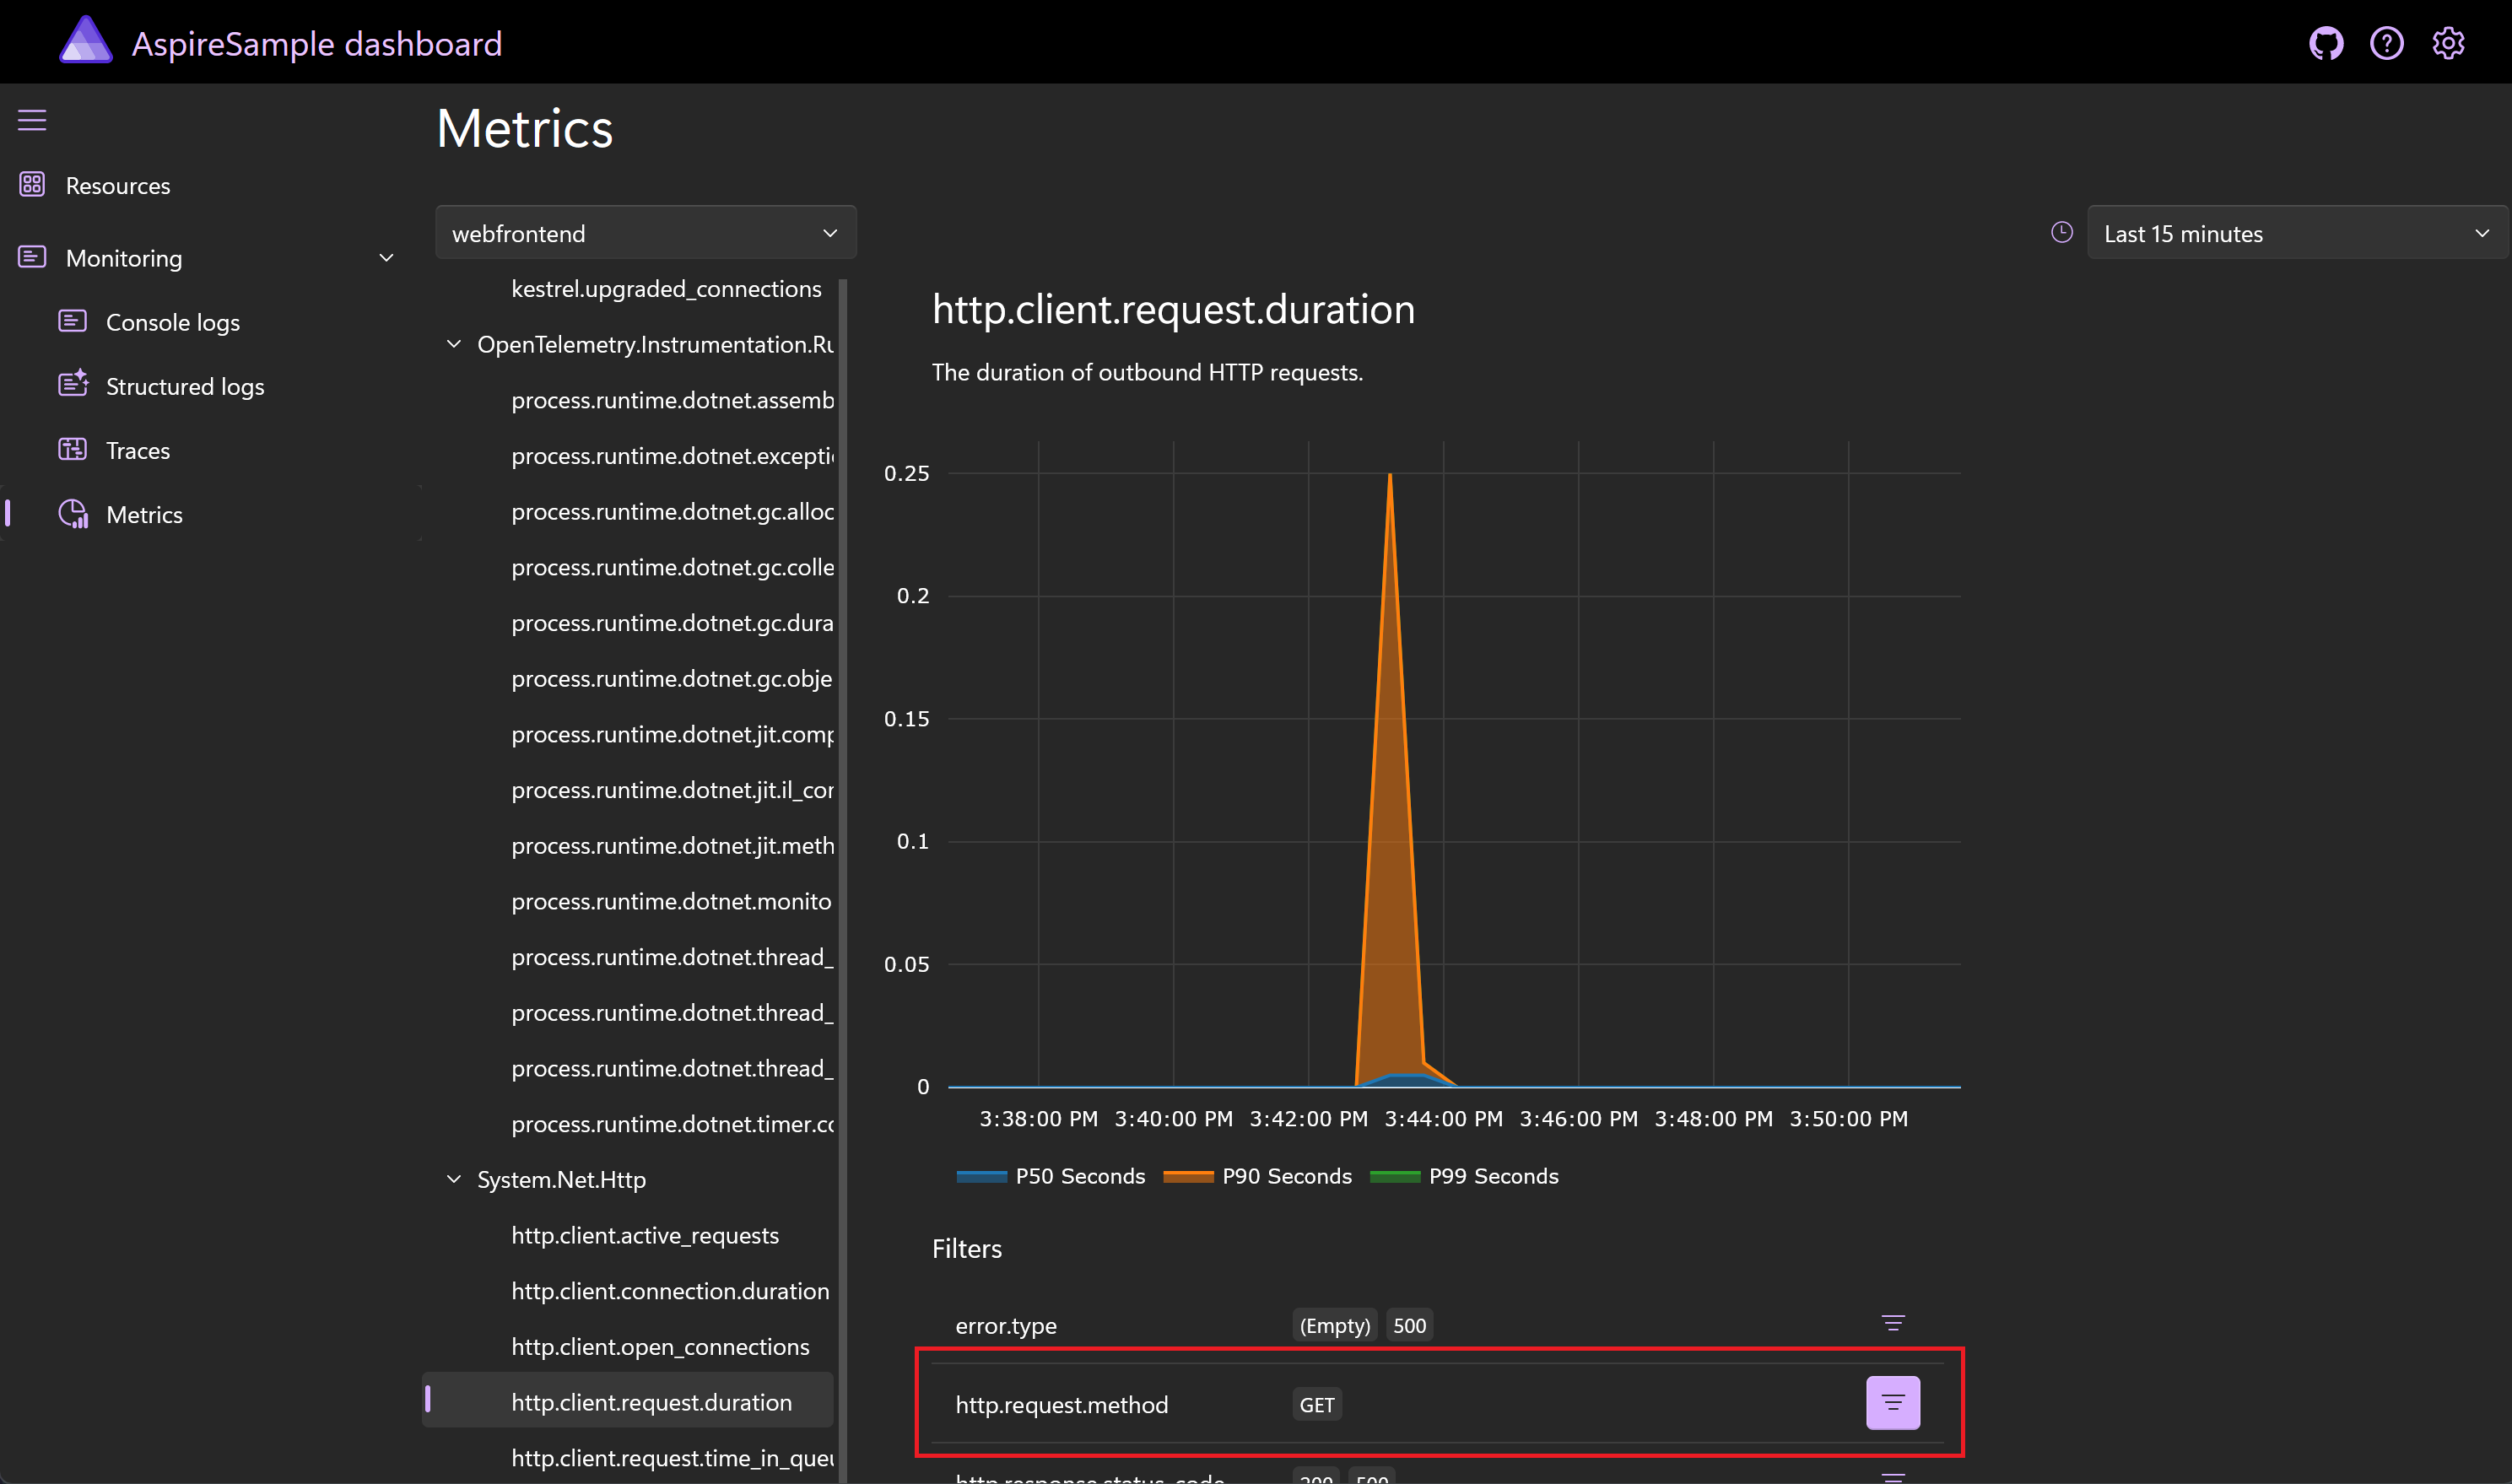 AspireSample dashboard
Metrics
Resources
Monitoring
Console logs
Structured logs
Traces
Metrics
webfrontend
Last 15 minutes
kestrel.upgraded_connections
OpenTelemetry.Instrumentation.Ru
process.runtime.dotnet.assemb
process.runtime.dotnet.excepti
process.runtime.dotnet.gc.alloc
process.runtime.dotnet.gc.colle
process.runtime.dotnet.gc.dura
process.runtime.dotnet.gc.obje
process.runtime.dotnet.jit.comp
process.runtime.dotnet.jit.il_cor
process.runtime.dotnet.jit.meth
process.runtime.dotnet.monito
process.runtime.dotnet.thread_
process.runtime.dotnet.thread_
process.runtime.dotnet.thread_
process.runtime.dotnet.timer.cc
System.Net.Http
http.client.active_requests
http.client.connection.duration
http.client.open_connections
http.client.request.duration
http.client.request.time_in_queu
http.client.request.duration
The duration of outbound HTTP requests.
0.25
0.2
0.15
0.1
0.05
0
3:38:00 PM 3:40:00 PM 3:42:00 PM 3:44:00 PM 3:46:00 PM 3:48:00 PM 3:50:00 PM
P50 Seconds P90 Seconds P99 Seconds
Filters
error.type (Empty) 500
http.request.method GET
http.response.status_code 200 500